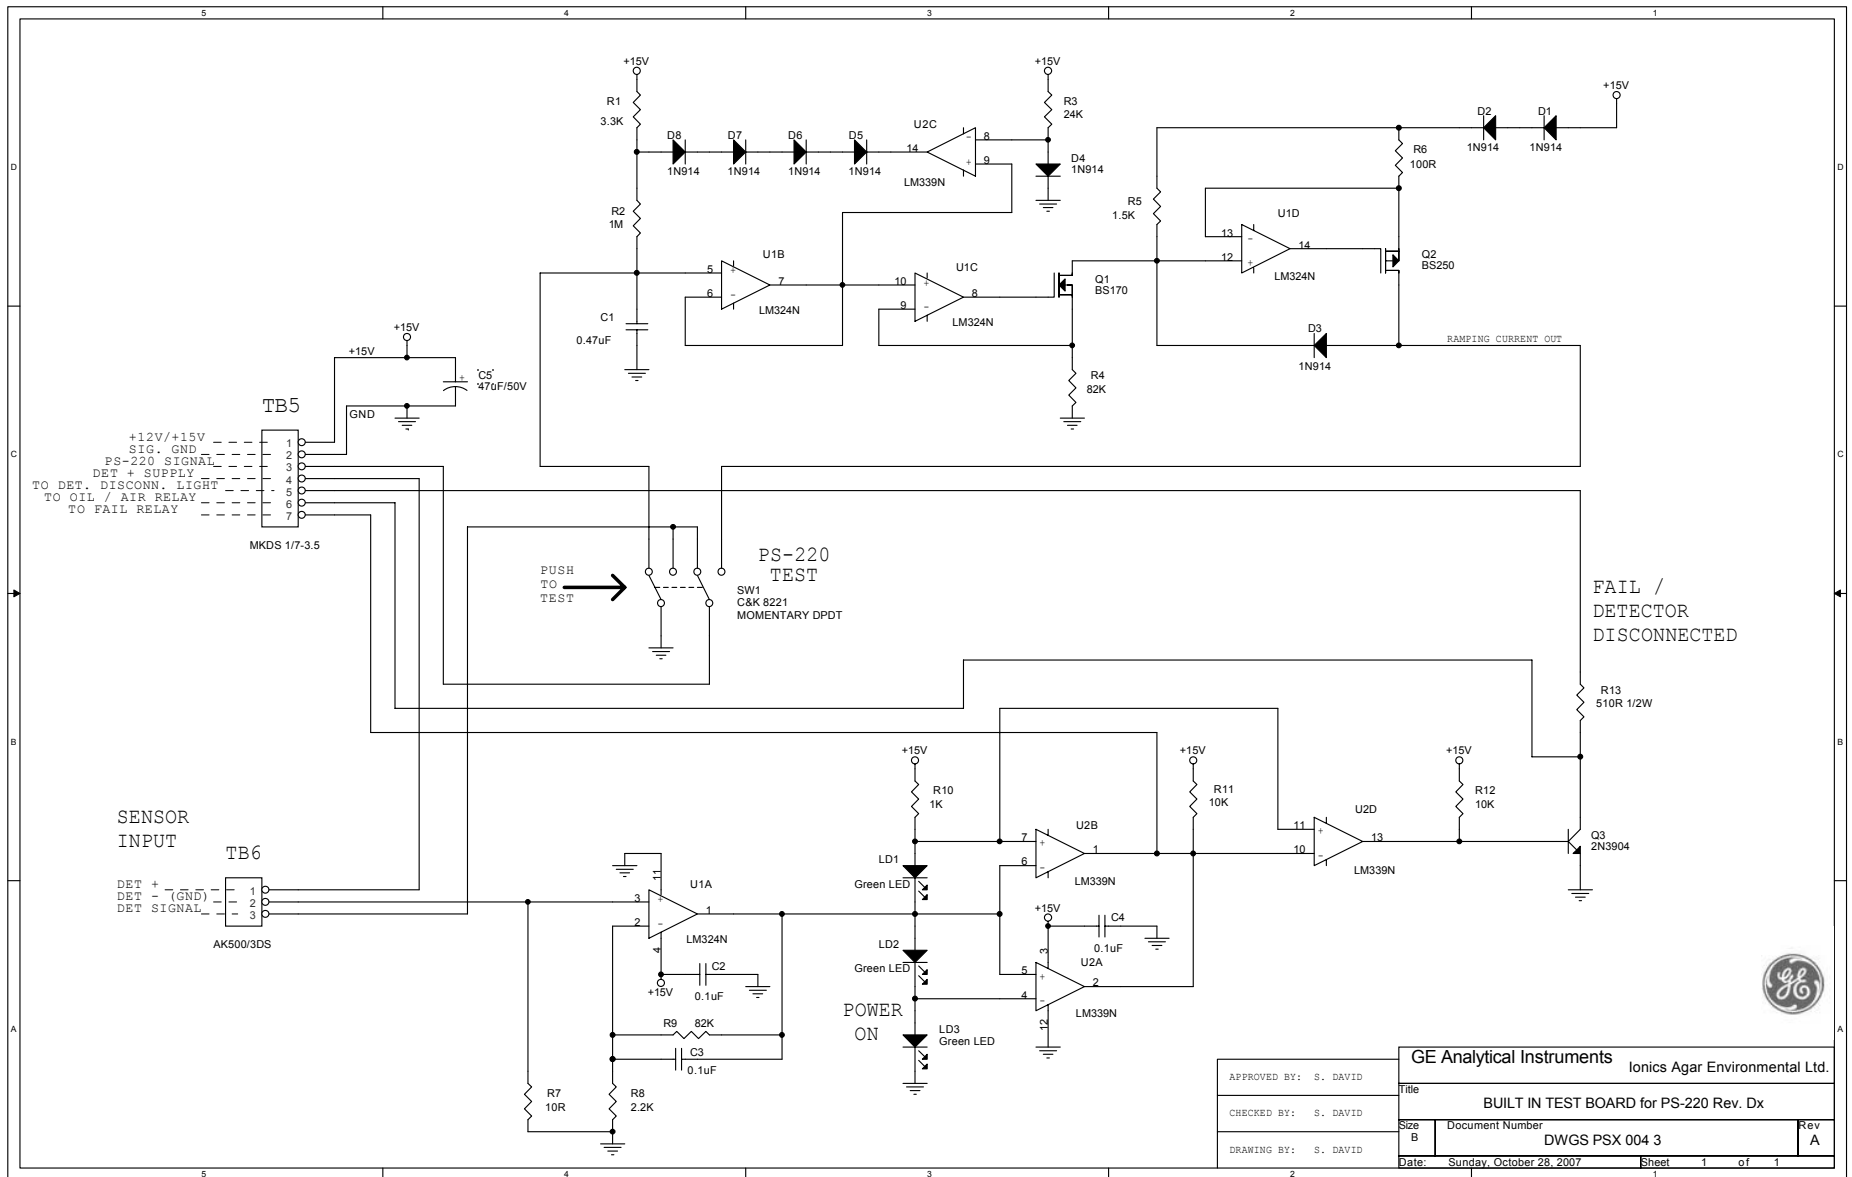 5
4
3
2
1
D
C
B
A
D
C
B
A
5
4
3
2
1
+15V
R1
3.3K
D8
1N914
D7
1N914
D6
1N914
D5
1N914
14
U2C
LM339N
-
8
+
9
+15V
R3
24K
D4
1N914
R2
1M
C1
0.47uF
5
+
6
-
U1B
7
LM324N
10
+
9
-
U1C
8
LM324N
Q1
BS170
R4
82K
R5
1.5K
13
-
12
+
U1D
14
LM324N
R6
100R
D2
1N914
D1
1N914
+15V
Q2
BS250
D3
1N914
RAMPING CURRENT OUT
+15V
+15V
C5
47uF/50V
+
GND
TB5
+12V/+15V
SIG. GND
PS-220 SIGNAL
DET + SUPPLY
TO DET. DISCONN. LIGHT
TO OIL / AIR RELAY
TO FAIL RELAY
1
2
3
4
5
6
7
MKDS 1/7-3.5
PUSH
TO
TEST
PS-220
TEST
SW1
C&K 8221
MOMENTARY DPDT
FAIL /
DETECTOR
DISCONNECTED
R13
510R 1/2W
SENSOR
INPUT
TB6
DET +
DET - (GND)
DET SIGNAL
1
2
3
AK500/3DS
11
U1A
3
+
2
-
1
LM324N
4
+15V
C2
0.1uF
R9
82K
C3
0.1uF
R7
10R
R8
2.2K
+15V
R10
1K
LD1
Green LED
LD2
Green LED
POWER
ON
LD3
Green LED
U2B
7
+
6
-
1
LM339N
+15V
C4
0.1uF
3
U2A
5
+
4
-
2
LM339N
12
+15V
R11
10K
U2D
11
+
10
-
13
LM339N
+15V
R12
10K
Q3
2N3904
GE
APPROVED BY: S. DAVID
CHECKED BY: S. DAVID
DRAWING BY: S. DAVID
GE Analytical Instruments Ionics Agar Environmental Ltd.
Title
BUILT IN TEST BOARD for PS-220 Rev. Dx
Size
B
Document Number
DWGS PSX 004 3
Rev
A
Date: Sunday, October 28, 2007
Sheet 1 of 1